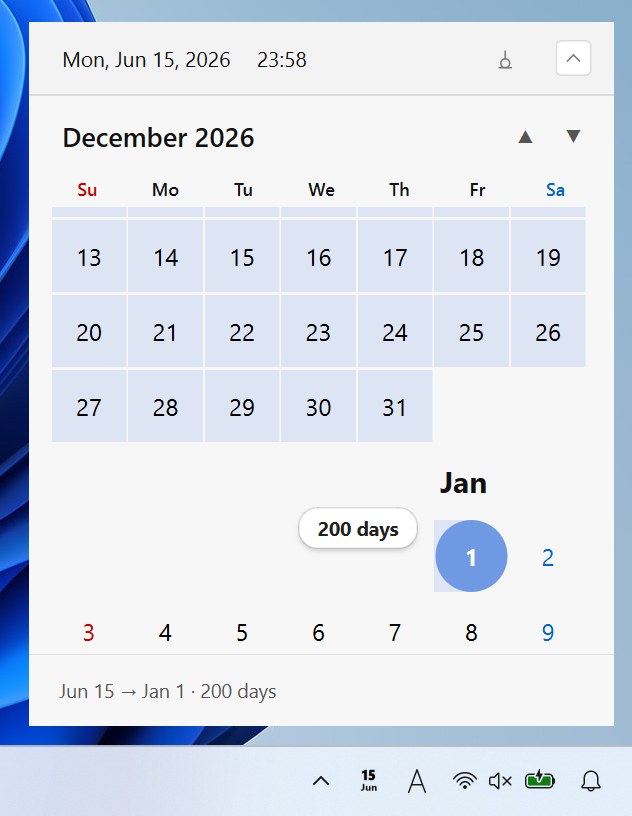 Mon, Jun 15, 2026 23:58
December 2026
Su Mo Tu We Th Fr Sa
13 14 15 16 17 18 19
20 21 22 23 24 25 26
27 28 29 30 31
Jan
200 days
1 2
3 4 5 6 7 8 9
Jun 15 → Jan 1 · 200 days
15
Jun
A